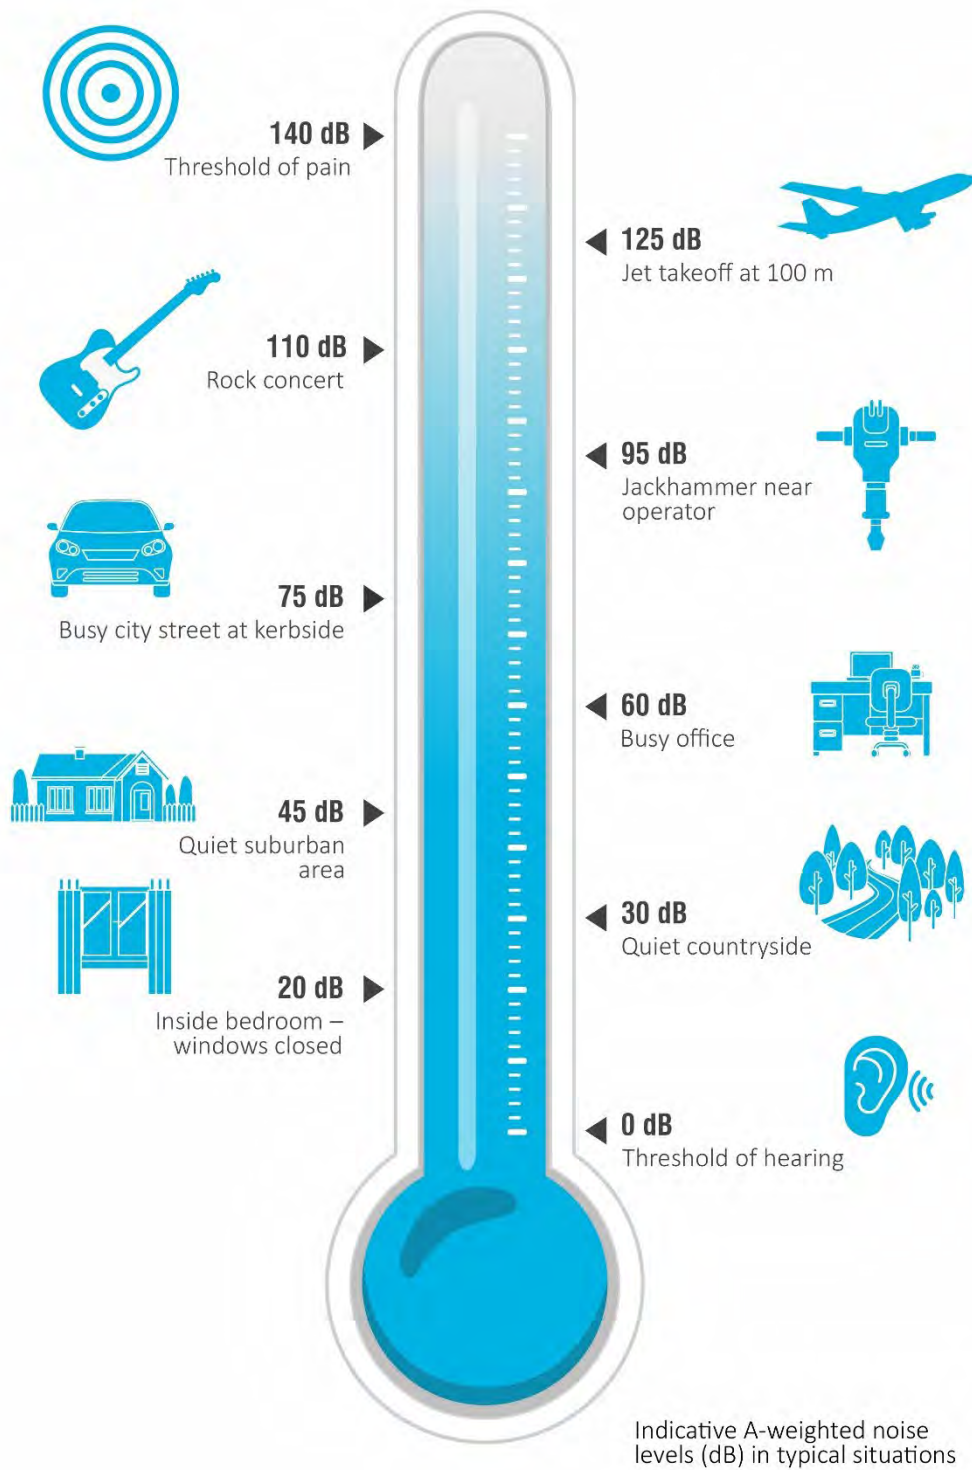 140 dB
Threshold of pain
125 dB
Jet takeoff at 100 m
110 dB
Rock concert
95 dB
Jackhammer near
operator
75 dB
Busy city street at kerbside
60 dB
Busy office
45 dB
Quiet suburban
area
30 dB
Quiet countryside
20 dB
Inside bedroom –
windows closed
0 dB
Threshold of hearing
Indicative A-weighted noise
levels (dB) in typical situations